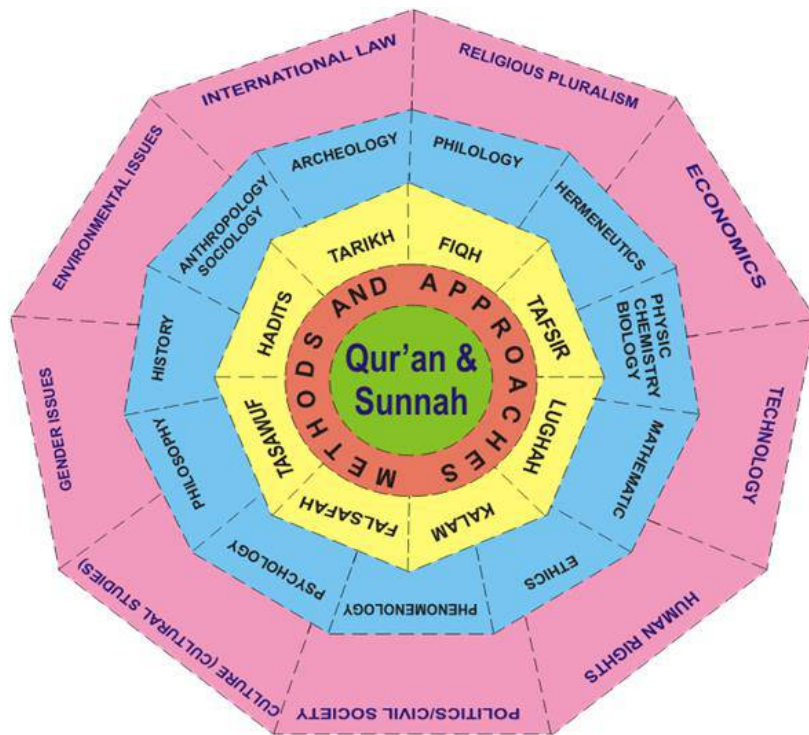 INTERNATIONAL LAW
RELIGIOUS PLURALISM
ECONOMICS
TECHNOLOGY
HUMAN RIGHTS
POLITICS/CIVIL SOCIETY
CULTURE (CULTURAL STUDIES)
GENDER ISSUES
ENVIRONMENTAL ISSUES
ARCHEOLOGY
PHILOLOGY
HERMENEUTICS
PHYSIC
CHEMISTRY
BIOLOGY
MATHEMATIC
ETHICS
PHENOMENOLOGY
PSYCHOLOGY
PHILOSOPHY
HISTORY
ANTHROPOLOGY
SOCIOLOGY
TARIKH
FIQH
TAFSIR
LUGHAH
KALAM
FALSAFAH
TASAWUF
HADITS
METHODS AND APPROACHES
Qur'an &
Sunnah